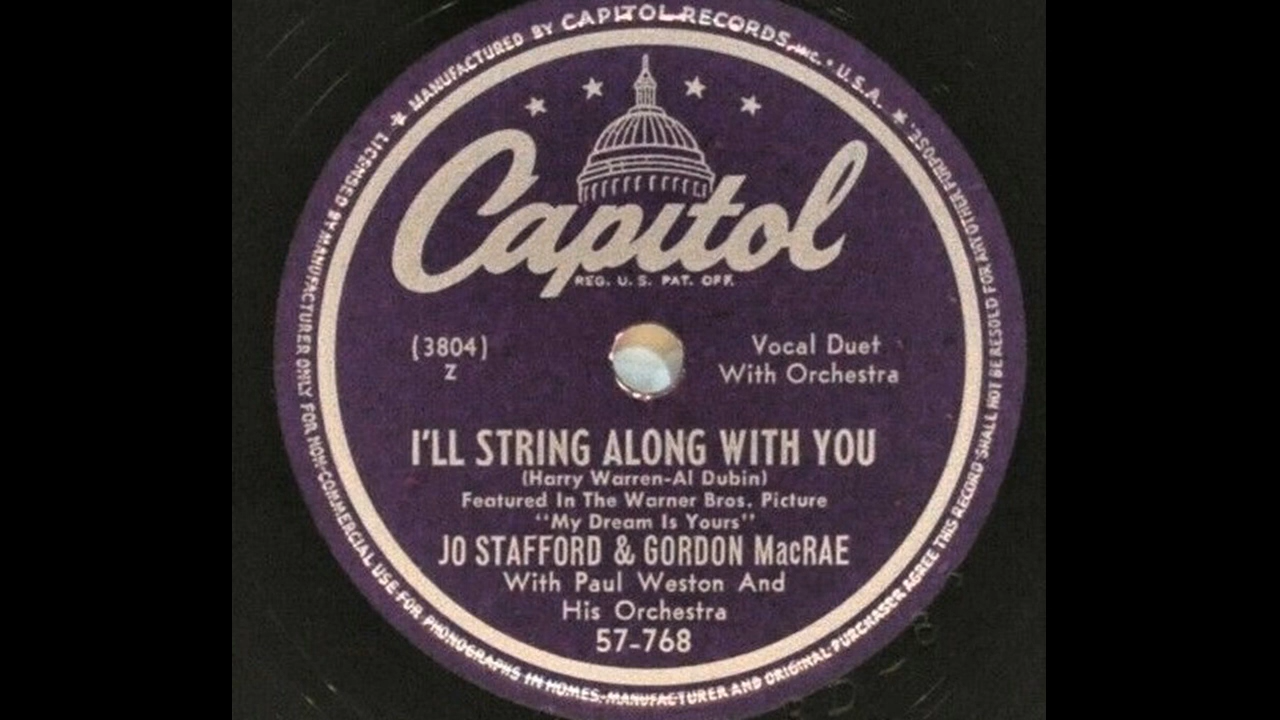 LICENSED BY MANUFACTURER ONLY FOR NON-COMMERCIAL USE FOR PHONOGRAPHS IN HOMES. MANUFACTURER AND ORIGINAL PURCHASER AGREE THIS RECORD SHALL NOT BE RESOLD FOR ANY OTHER PURPOSE.
MANUFACTURED BY CAPITOL RECORDS, INC. • U.S.A.
Capitol
REG. U. S. PAT. OFF.
(3804)
Z
Vocal Duet
With Orchestra
I'LL STRING ALONG WITH YOU
(Harry Warren-Al Dubin)
Featured In The Warner Bros. Picture
"My Dream Is Yours"
JO STAFFORD & GORDON MacRAE
With Paul Weston And
His Orchestra
57-768